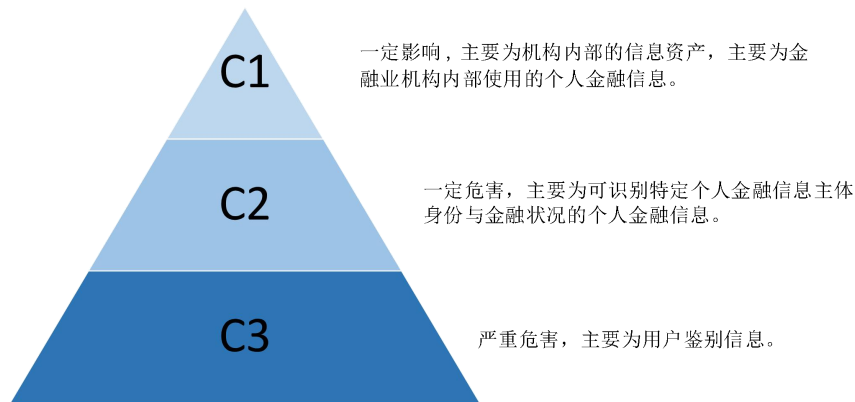 C1
一定影响，主要为机构内部的信息资产，主要为金
融业机构内部使用的个人金融信息。
C2
一定危害，主要为可识别特定个人金融信息主体
身份与金融状况的个人金融信息。
C3
严重危害，主要为用户鉴别信息。